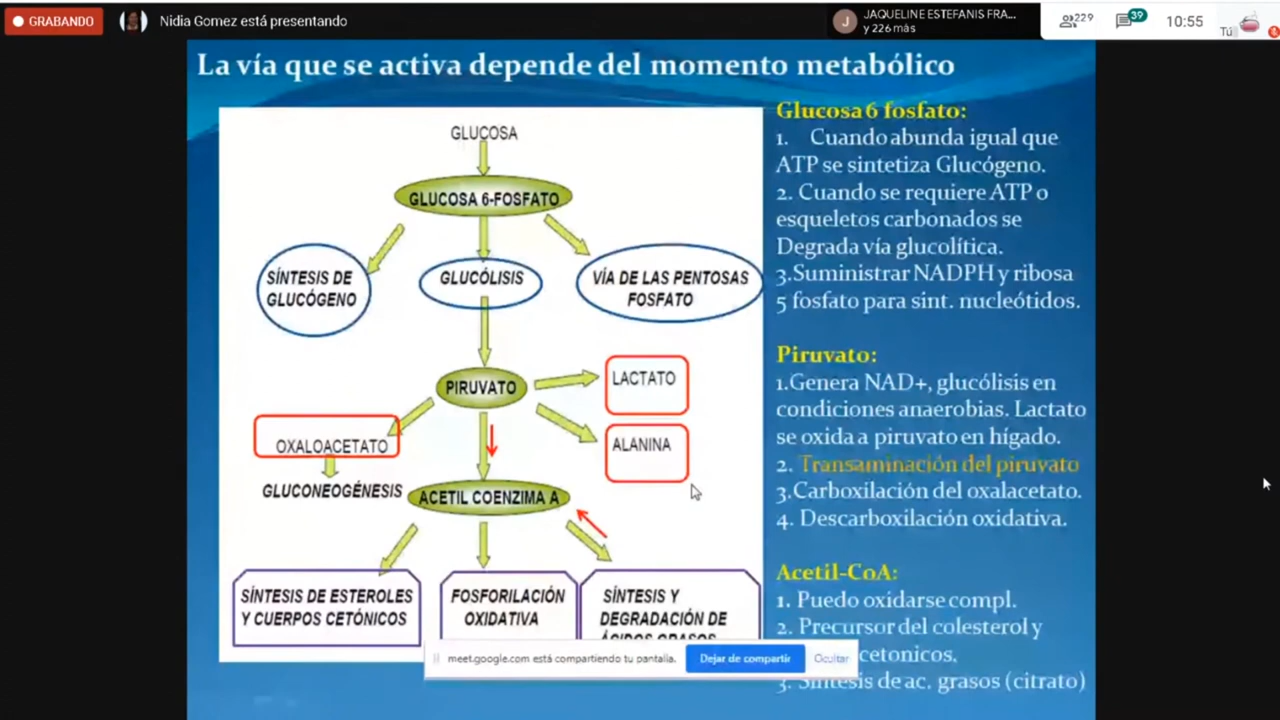 GRABANDO
Nidia Gomez está presentando
JAQUELINE ESTEFANIS FRA...
y 226 más
229
39
10:55
Tú
La vía que se activa depende del momento metabólico
GLUCOSA
GLUCOSA 6-FOSFATO
SÍNTESIS DE
GLUCÓGENO
GLUCÓLISIS
VÍA DE LAS PENTOSAS
FOSFATO
PIRUVATO
LACTATO
ALANINA
OXALOACETATO
GLUCONEOGÉNESIS
ACETIL COENZIMA A
SÍNTESIS DE ESTEROLES
Y CUERPOS CETÓNICOS
FOSFORILACIÓN
OXIDATIVA
SÍNTESIS Y
DEGRADACIÓN DE
ÁCIDOS GRASOS
Glucosa 6 fosfato:
1. Cuando abunda igual que
ATP se sintetiza Glucógeno.
2. Cuando se requiere ATP o
esqueletos carbonados se
Degrada vía glucolítica.
3.Suministrar NADPH y ribosa
5 fosfato para sint. nucleótidos.
Piruvato:
1.Genera NAD+, glucólisis en
condiciones anaerobias. Lactato
se oxida a piruvato en hígado.
2. Transaminación del piruvato
3.Carboxilación del oxalacetato.
4. Descarboxilación oxidativa.
Acetil-CoA:
1. Puedo oxidarse compl.
2. Precursor del colesterol y
cetonicos.
3. Síntesis de ac. grasos (citrato)
meet.google.com está compartiendo tu pantalla.
Dejar de compartir
Ocultar